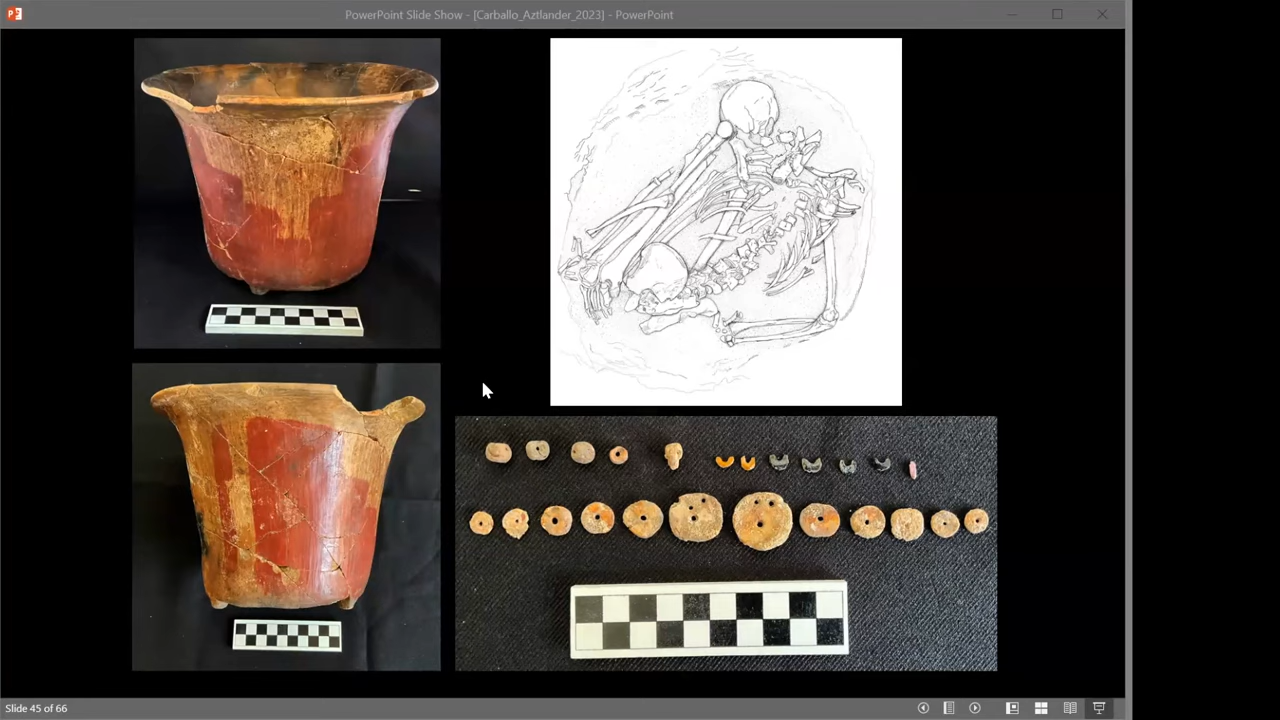 PowerPoint Slide Show - [Carballo_Aztlander_2023] - PowerPoint
Slide 45 of 66